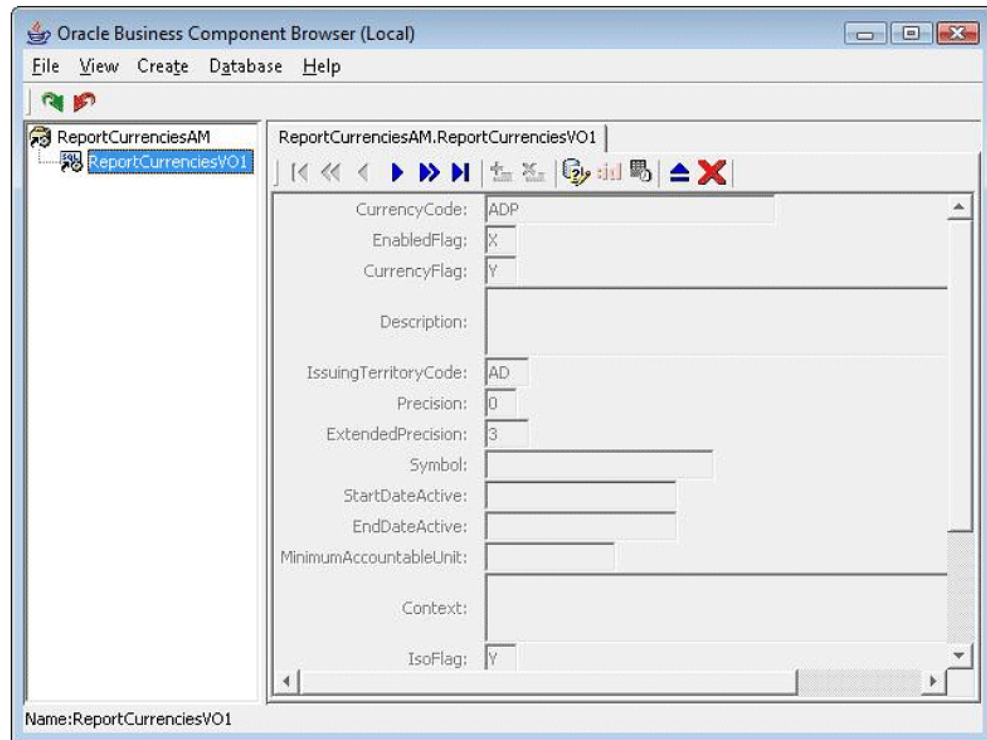 Oracle Business Component Browser (Local)
File View Create Database Help
ReportCurrenciesAM
ReportCurrenciesVO1
ReportCurrenciesAM.ReportCurrenciesVO1
CurrencyCode: ADP
EnabledFlag: X
CurrencyFlag: Y
Description:
IssuingTerritoryCode: AD
Precision: 0
ExtendedPrecision: 3
Symbol:
StartDateActive:
EndDateActive:
MinimumAccountableUnit:
Context:
IsoFlag: Y
Name:ReportCurrenciesVO1